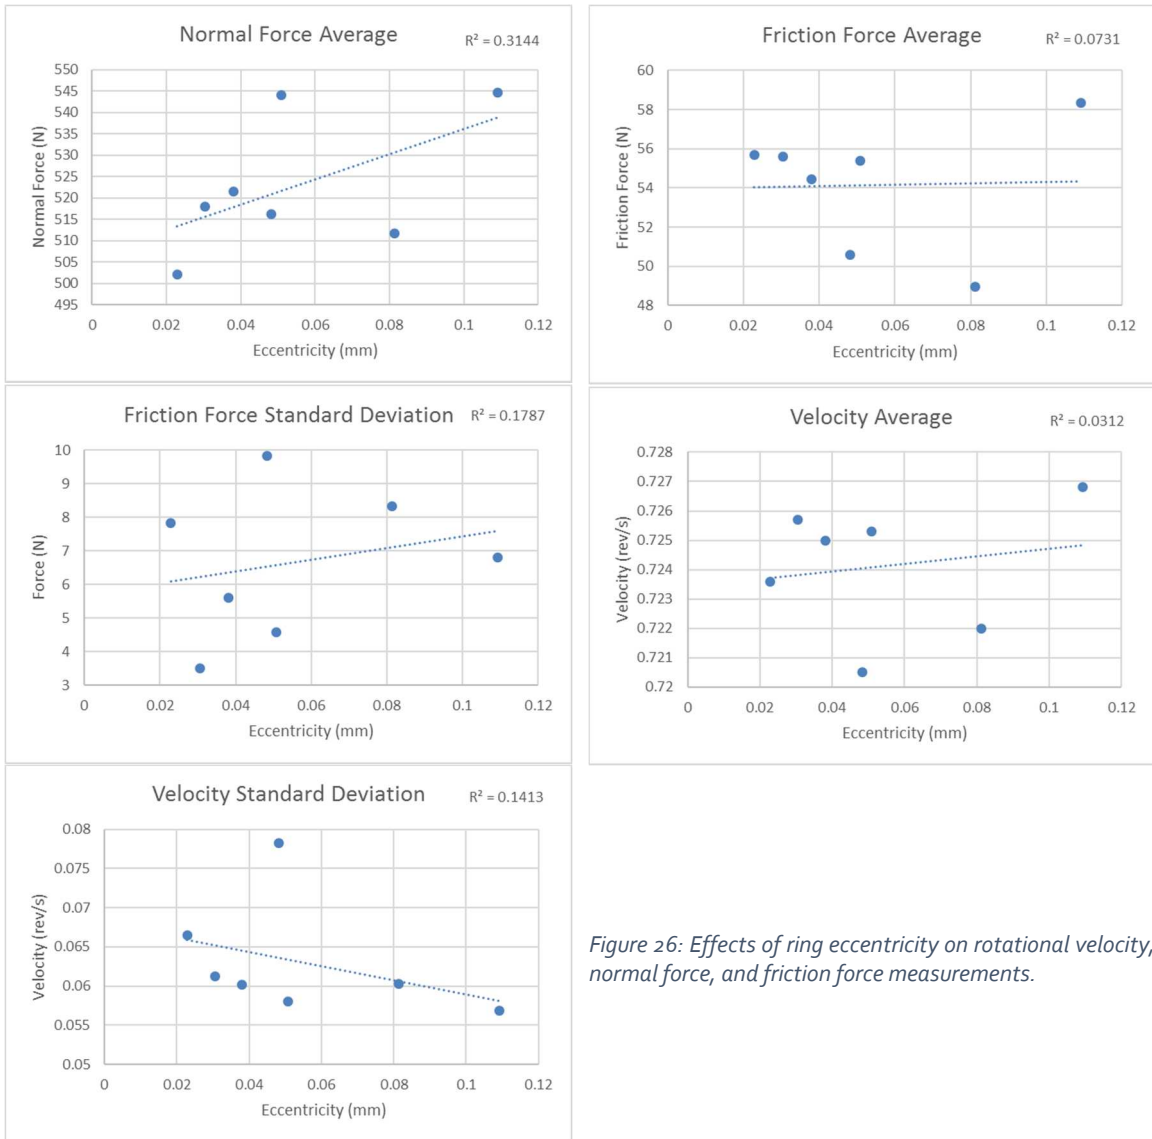 Normal Force Average
R² = 0.3144
Normal Force (N)
550
545
540
535
530
525
520
515
510
505
500
495
0 0.02 0.04 0.06 0.08 0.1 0.12
Eccentricity (mm)
Friction Force Average
R² = 0.0731
Friction Force (N)
60
58
56
54
52
50
48
0 0.02 0.04 0.06 0.08 0.1 0.12
Eccentricity (mm)
Friction Force Standard Deviation
R² = 0.1787
Force (N)
10
9
8
7
6
5
4
3
0 0.02 0.04 0.06 0.08 0.1 0.12
Eccentricity (mm)
Velocity Average
R² = 0.0312
Velocity (rev/s)
0.728
0.727
0.726
0.725
0.724
0.723
0.722
0.721
0.72
0 0.02 0.04 0.06 0.08 0.1 0.12
Eccentricity (mm)
Velocity Standard Deviation
R² = 0.1413
Velocity (rev/s)
0.08
0.075
0.07
0.065
0.06
0.055
0.05
0 0.02 0.04 0.06 0.08 0.1 0.12
Eccentricity (mm)
Figure 26: Effects of ring eccentricity on rotational velocity,
normal force, and friction force measurements.